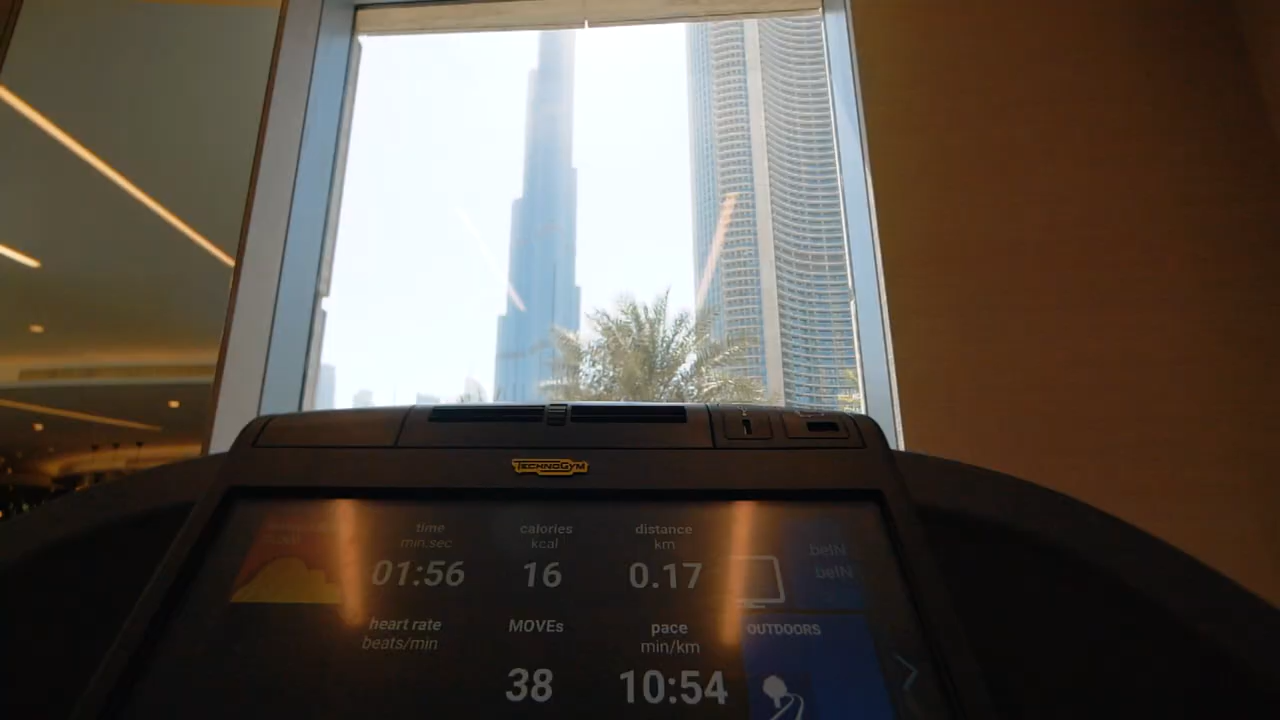 TECHNOGYM
time
min.sec
01:56
calories
kcal
16
distance
km
0.17
beIN
beIN
heart rate
beats/min
MOVEs
38
pace
min/km
10:54
OUTDOORS